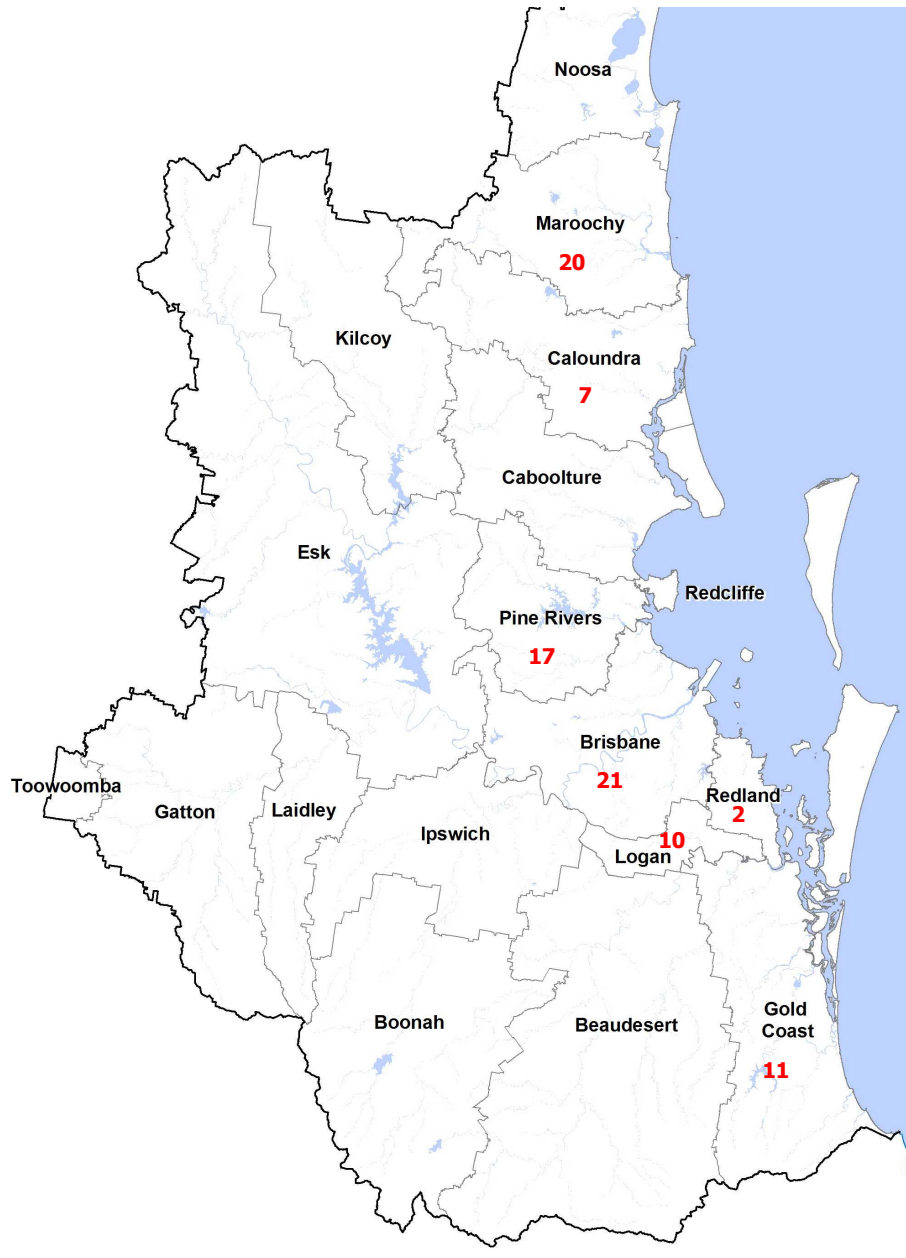 Noosa
Maroochy
20
Kilcoy
Caloundra
7
Caboolture
Esk
Redcliffe
Pine Rivers
17
Brisbane
21
Redland
2
Toowoomba
Gatton
Laidley
Ipswich
10
Logan
Boonah
Beaudesert
Gold
Coast
11